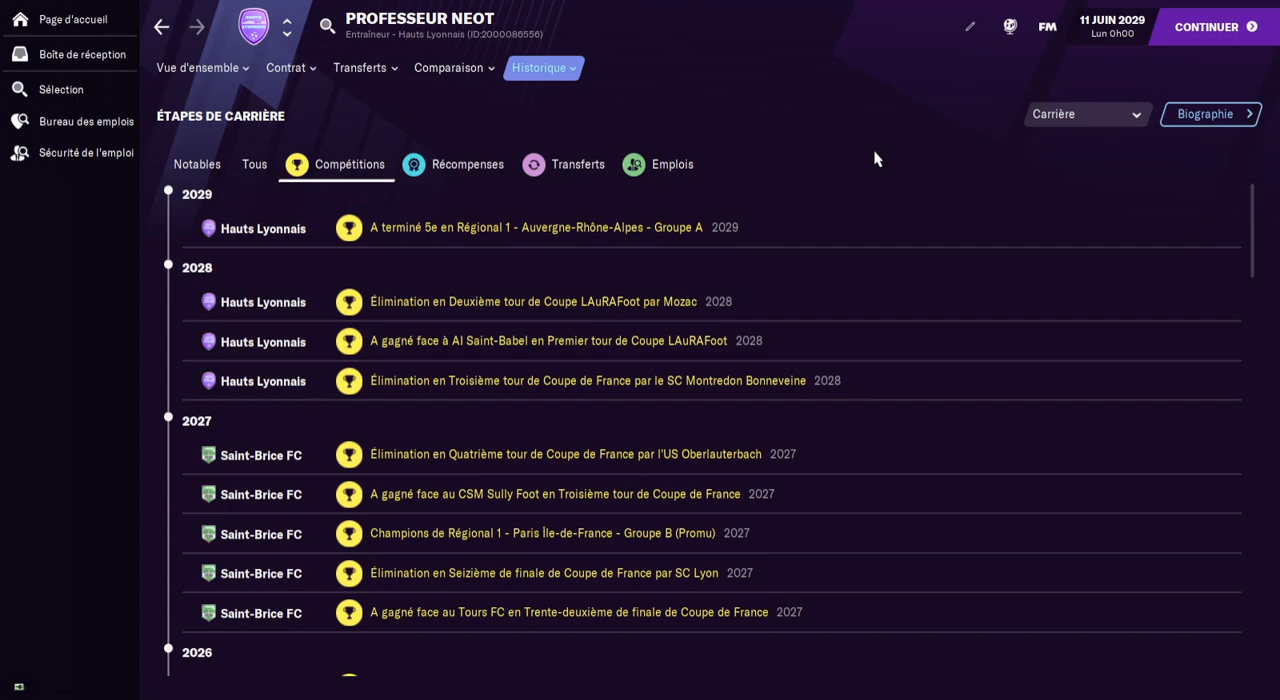 Page d'accueil
PROFESSEUR NEOT
Entraîneur - Hauts Lyonnais (ID:2000086556)
FM
11 JUIN 2029
Lun 0h00
CONTINUER
Boîte de réception
Sélection
Bureau des emplois
Sécurité de l'emploi
Vue d'ensemble
Contrat
Transferts
Comparaison
Historique
ÉTAPES DE CARRIÈRE
Carrière
Biographie
Notables
Tous
Compétitions
Récompenses
Transferts
Emplois
2029
Hauts Lyonnais A terminé 5e en Régional 1 - Auvergne-Rhône-Alpes - Groupe A 2029
2028
Hauts Lyonnais Élimination en Deuxième tour de Coupe LAuRAFoot par Mozac 2028
Hauts Lyonnais A gagné face à Al Saint-Babel en Premier tour de Coupe LAuRAFoot 2028
Hauts Lyonnais Élimination en Troisième tour de Coupe de France par le SC Montredon Bonneveine 2028
2027
Saint-Brice FC Élimination en Quatrième tour de Coupe de France par l'US Oberlauterbach 2027
Saint-Brice FC A gagné face au CSM Sully Foot en Troisième tour de Coupe de France 2027
Saint-Brice FC Champions de Régional 1 - Paris Île-de-France - Groupe B (Promu) 2027
Saint-Brice FC Élimination en Seizième de finale de Coupe de France par SC Lyon 2027
Saint-Brice FC A gagné face au Tours FC en Trente-deuxième de finale de Coupe de France 2027
2026